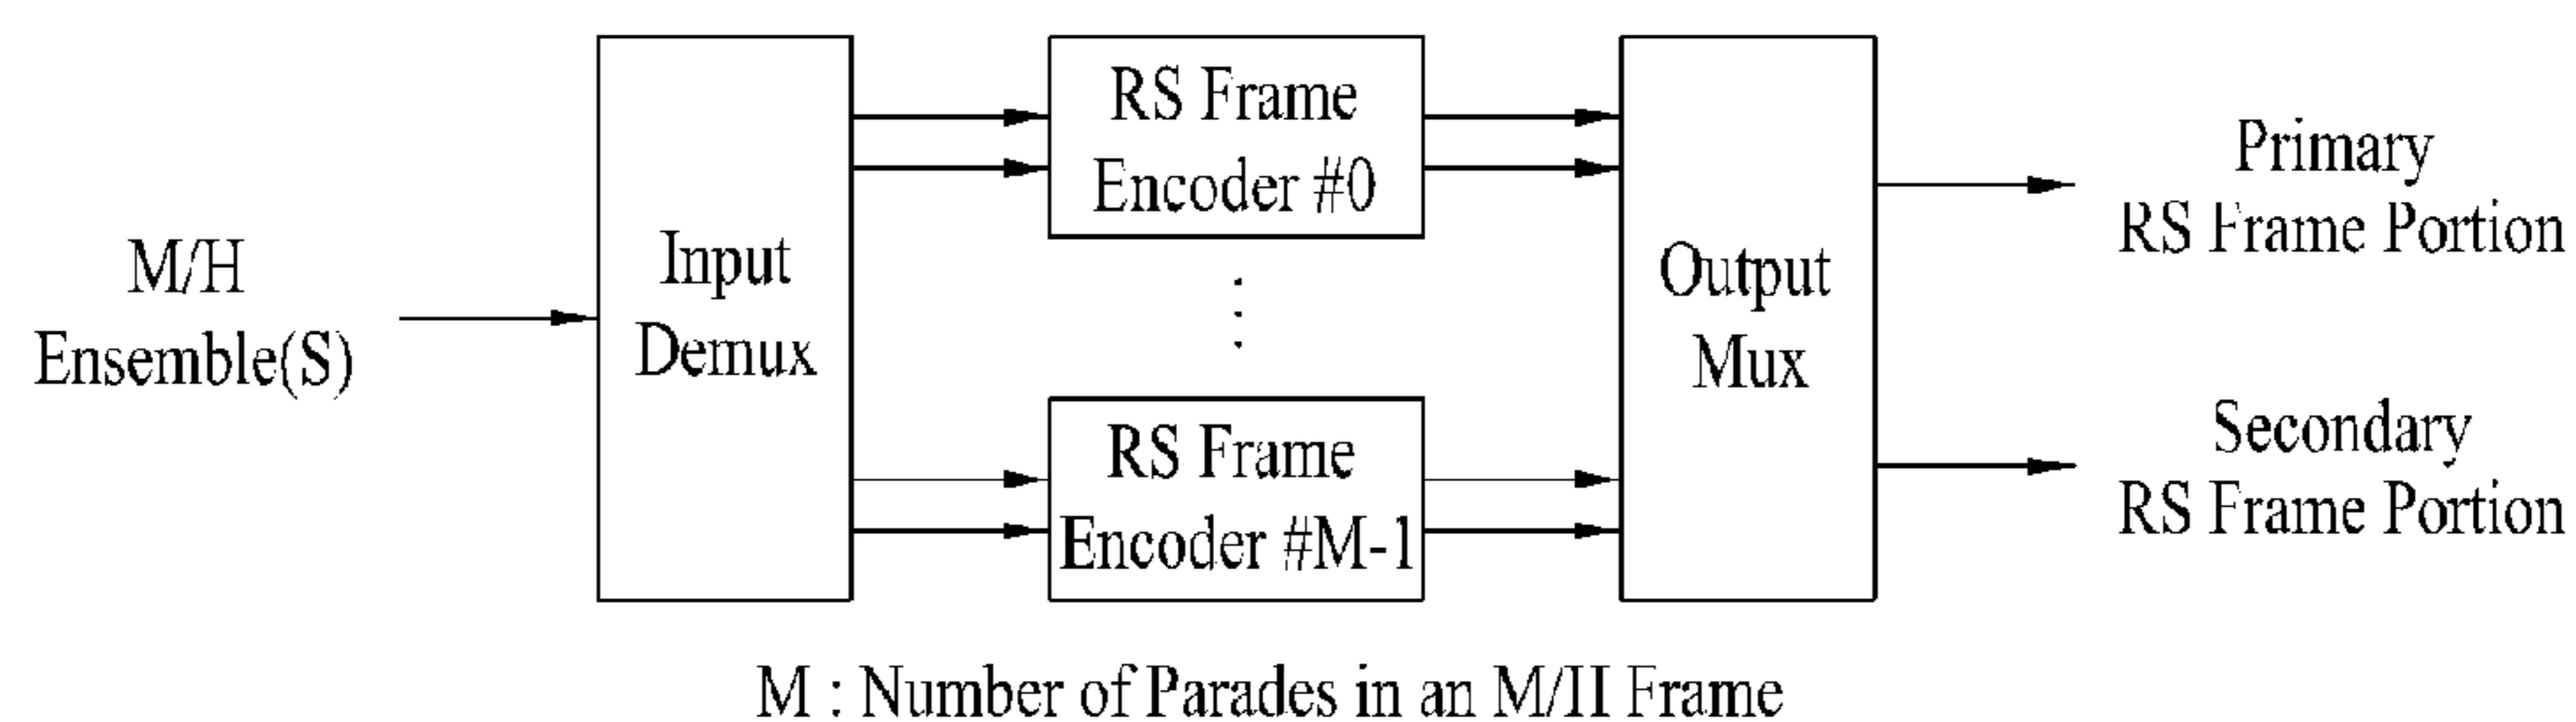 M/H
Ensemble(S)
Input
Demux
RS Frame
Encoder #0
RS Frame
Encoder #M-1
Output
Mux
Primary
RS Frame Portion
Secondary
RS Frame Portion
M : Number of Parades in an M/H Frame